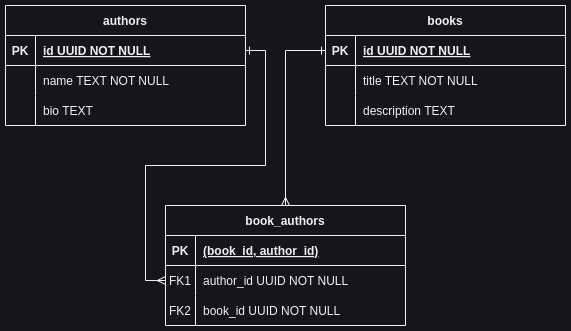 authors
PK id UUID NOT NULL
name TEXT NOT NULL
bio TEXT
books
PK id UUID NOT NULL
title TEXT NOT NULL
description TEXT
book_authors
PK (book_id, author_id)
FK1 author_id UUID NOT NULL
FK2 book_id UUID NOT NULL